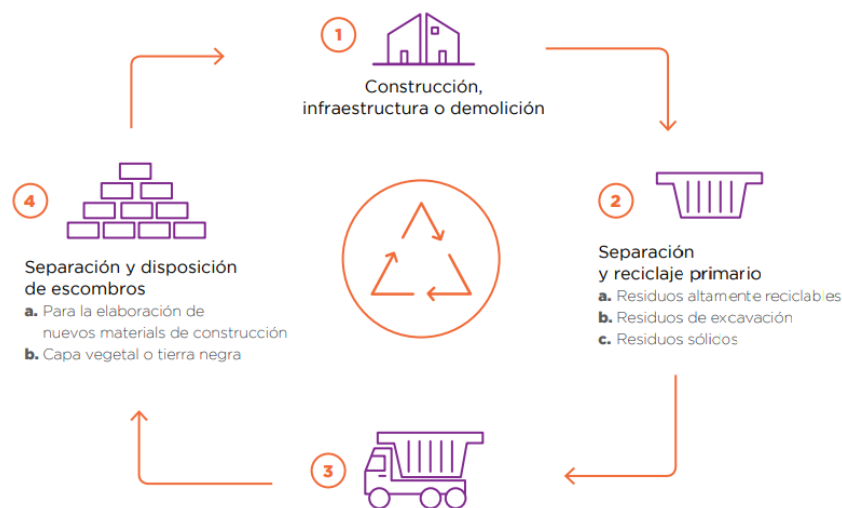 1
Construcción,
infraestructura o demolición
2
Separación
y reciclaje primario
a. Residuos altamente reciclables
b. Residuos de excavación
c. Residuos sólidos
3
4
Separación y disposición
de escombros
a. Para la elaboración de
nuevos materials de construcción
b. Capa vegetal o tierra negra